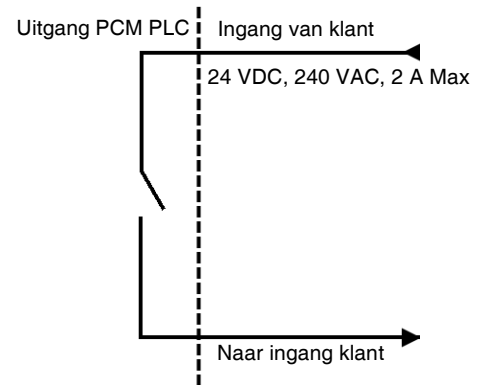 Uitgang PCM PLC
Ingang van klant
24 VDC, 240 VAC, 2 A Max
Naar ingang klant